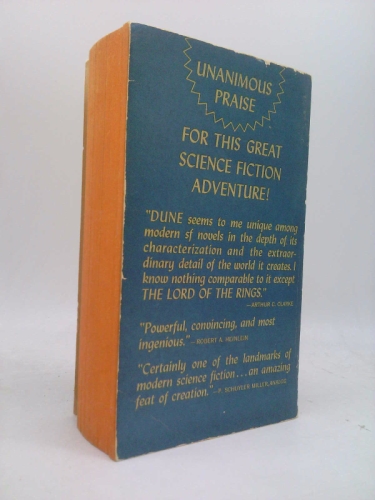 UNANIMOUS
PRAISE
FOR THIS GREAT
SCIENCE FICTION
ADVENTURE!
"DUNE seems to me unique among
modern sf novels in the depth of its
characterization and the extraor-
dinary detail of the world it creates. I
know nothing comparable to it except
THE LORD OF THE RINGS."
—ARTHUR C. CLARKE
"Powerful, convincing, and most
ingenious."—ROBERT A. HEINLEIN
"Certainly one of the landmarks of
modern science fiction...an amazing
feat of creation."—P. SCHUYLER MILLER, ANALOG